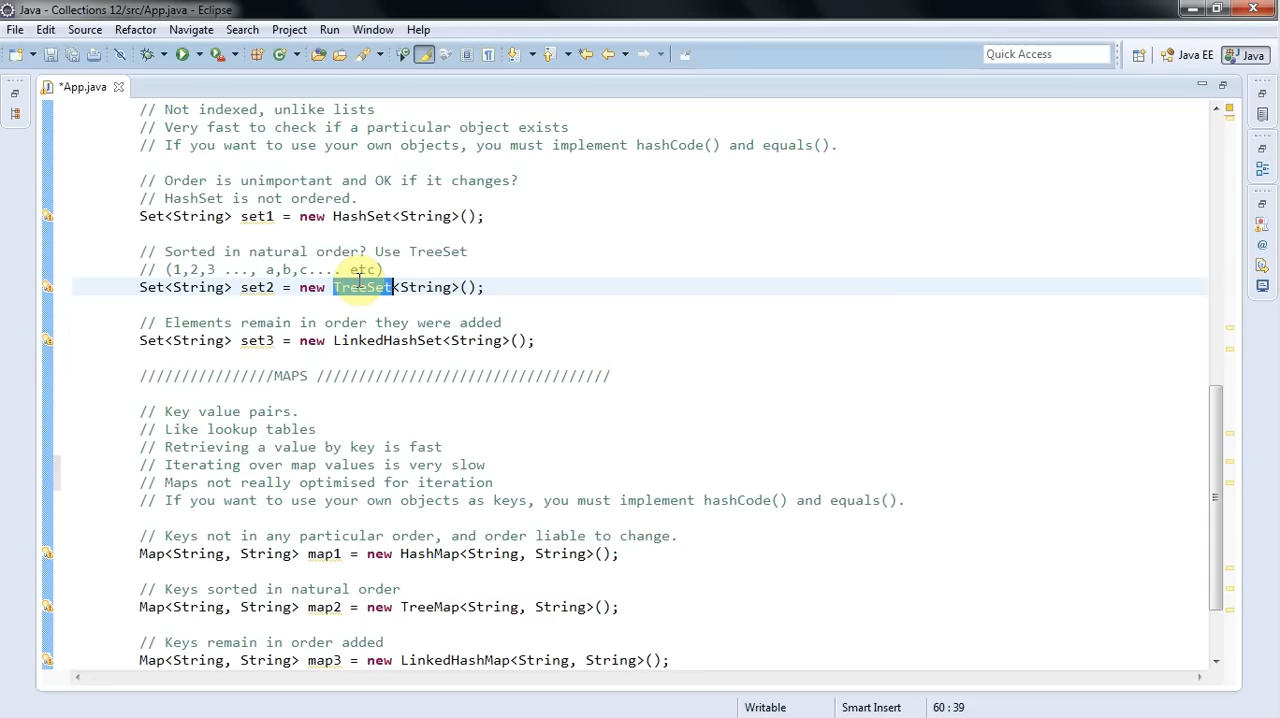 Java - Collections 12/src/App.java - Eclipse
File Edit Source Refactor Navigate Search Project Run Window Help
Quick Access Java EE Java
*App.java
// Not indexed, unlike lists
// Very fast to check if a particular object exists
// If you want to use your own objects, you must implement hashCode() and equals().
// Order is unimportant and OK if it changes?
// HashSet is not ordered.
Set<String> set1 = new HashSet<String>();
// Sorted in natural order? Use TreeSet
// (1,2,3 ..., a,b,c.... etc)
Set<String> set2 = new TreeSet<String>();
// Elements remain in order they were added
Set<String> set3 = new LinkedHashSet<String>();
////////////////MAPS ///////////////////////////////////
// Key value pairs.
// Like lookup tables
// Retrieving a value by key is fast
// Iterating over map values is very slow
// Maps not really optimised for iteration
// If you want to use your own objects as keys, you must implement hashCode() and equals().
// Keys not in any particular order, and order liable to change.
Map<String, String> map1 = new HashMap<String, String>();
// Keys sorted in natural order
Map<String, String> map2 = new TreeMap<String, String>();
// Keys remain in order added
Map<String, String> map3 = new LinkedHashMap<String, String>();
Writable Smart Insert 60 : 39